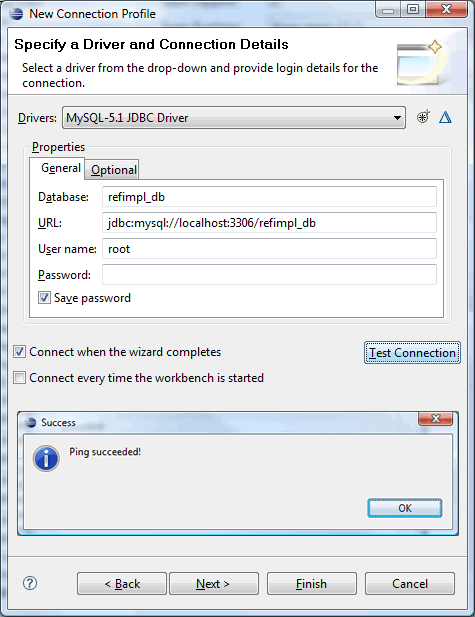 New Connection Profile
Specify a Driver and Connection Details
Select a driver from the drop-down and provide login details for the
connection.
Drivers: MySQL-5.1 JDBC Driver
Properties
General Optional
Database: refimpl_db
URL: jdbc:mysql://localhost:3306/refimpl_db
User name: root
Password:
Save password
Connect when the wizard completes
Test Connection
Connect every time the workbench is started
Success
Ping succeeded!
OK
? < Back Next > Finish Cancel